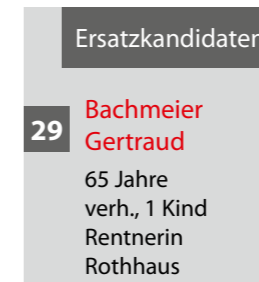 Ersatzkandidaten
29
Bachmeier
Gertraud
65 Jahre
verh., 1 Kind
Rentnerin
Rothhaus